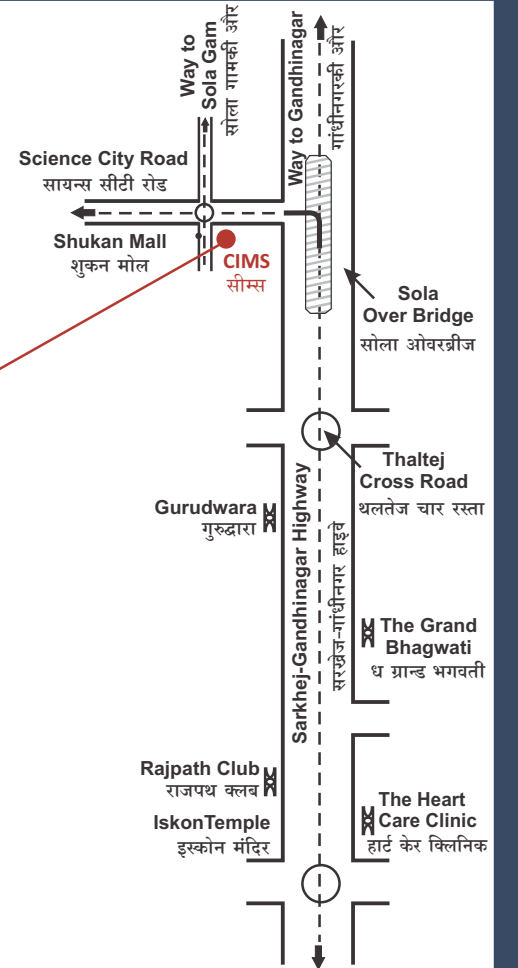 Way to
Sola Gam
सोला गामकी और
Way to Gandhinagar
गांधीनगरकी और
Science City Road
सायन्स सीटी रोड
Shukan Mall
शुकन मोल
CIMS
सीम्स
Sola
Over Bridge
सोला ओवरब्रीज
Thaltej
Cross Road
थलतेज चार रस्ता
Gurudwara
गुरुद्वारा
Sarkhej-Gandhinagar Highway
सरखेज-गांधीनगर हाइवे
The Grand
Bhagwati
ध ग्रान्ड भगवती
Rajpath Club
राजपथ क्लब
IskonTemple
इस्कोन मंदिर
The Heart
Care Clinic
हार्ट केर क्लिनिक